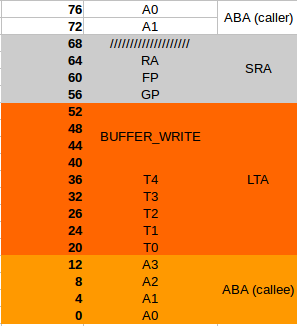 76 A0
ABA (caller)
72 A1
68 ////////////////////
64 RA
SRA
60 FP
56 GP
52
48 BUFFER_WRITE
44
40
36 T4 LTA
32 T3
26 T2
24 T1
20 T0
12 A3
8 A2 ABA (callee)
4 A1
0 A0